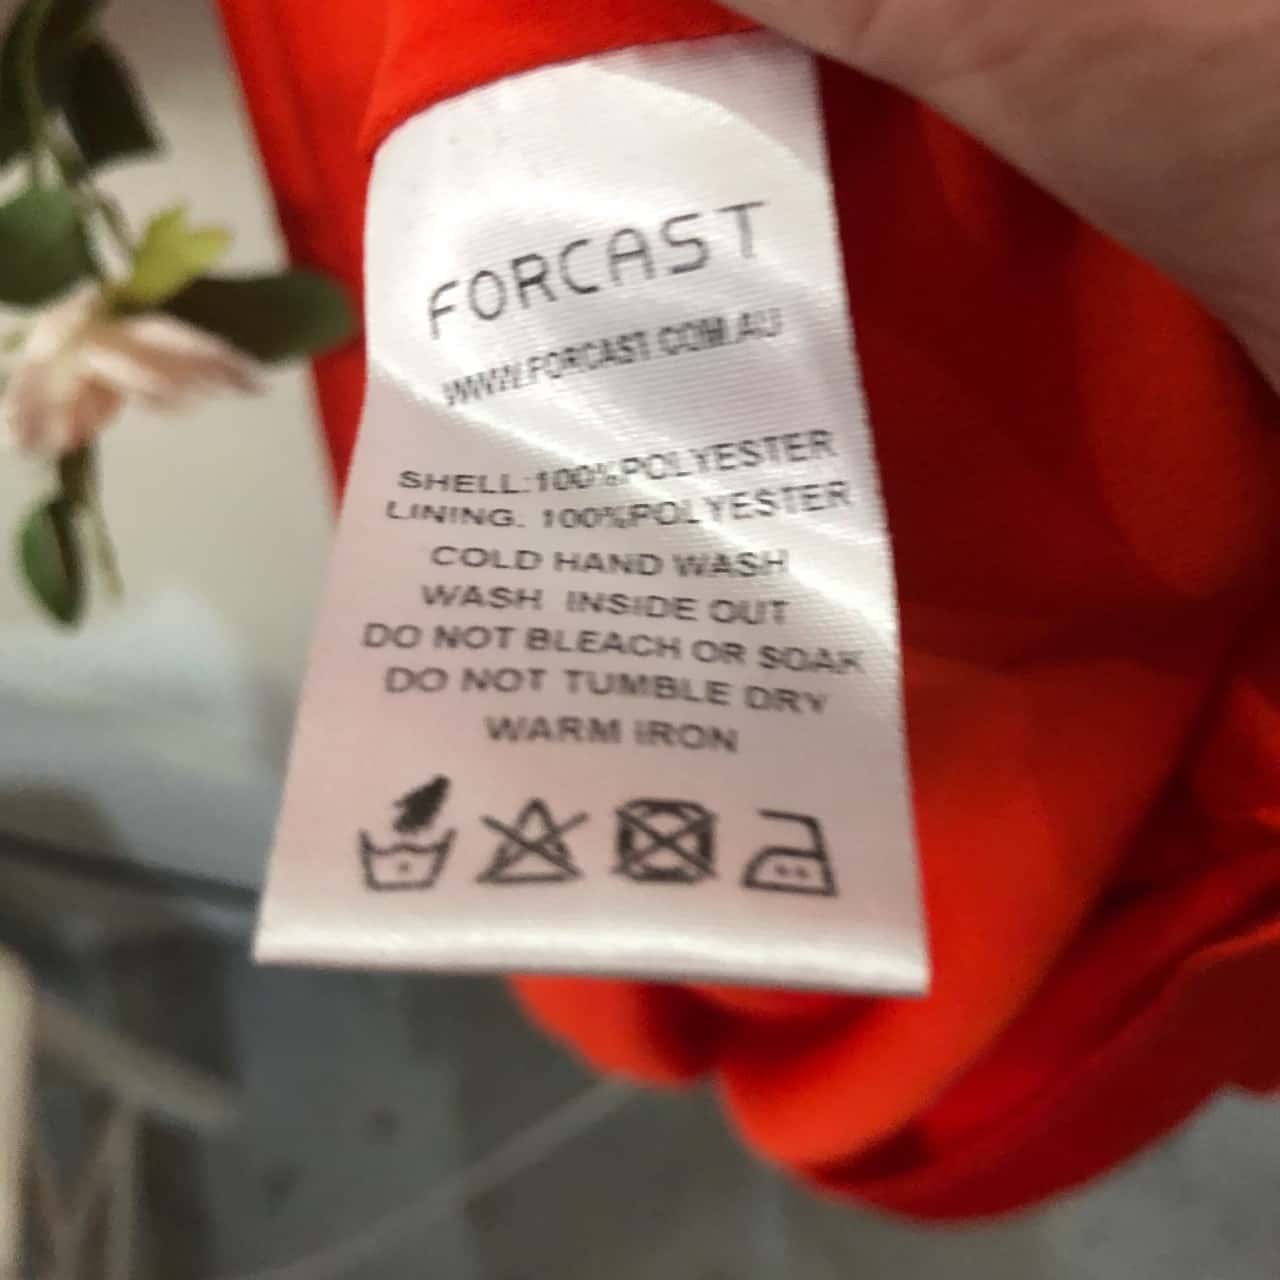 FORCAST
WWW.FORCAST.COM.AU
SHELL:100%POLYESTER
LINING: 100%POLYESTER
COLD HAND WASH
WASH INSIDE OUT
DO NOT BLEACH OR SOAK
DO NOT TUMBLE DRY
WARM IRON